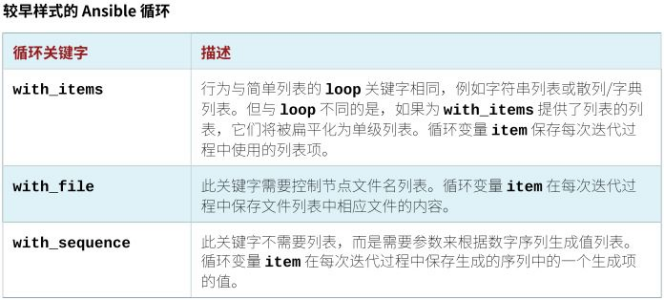 较早样式的 Ansible 循环
循环关键字
描述
with_items
行为与简单列表的 loop 关键字相同，例如字符串列表或散列/字典
列表。但与 loop 不同的是，如果为 with_items 提供了列表的列
表，它们将被扁平化为单级列表。循环变量 item 保存每次迭代过
程中使用的列表项。
with_file
此关键字需要控制节点文件名列表。循环变量 item 在每次迭代过
程中保存文件列表中相应文件的内容。
with_sequence
此关键字不需要列表，而是需要参数来根据数字序列生成值列表。
循环变量 item 在每次迭代过程中保存生成的序列中的一个生成项
的值。